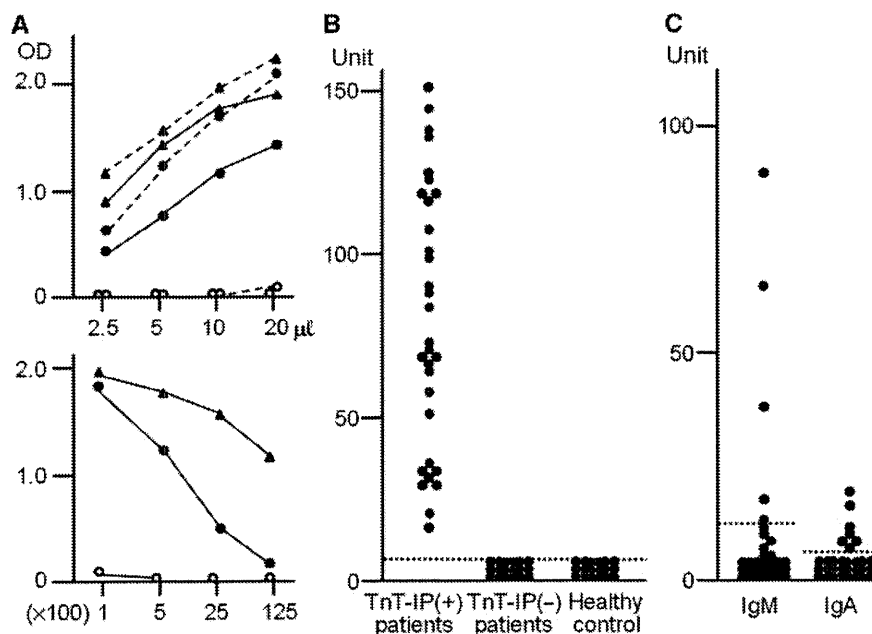 A
OD
2.0
1.0
0
2.5 5 10 20 µℓ
2.0
1.0
0
(×100) 1 5 25 125
B
Unit
150
100
50
0
TnT-IP(+) patients
TnT-IP(−) patients
Healthy control
C
Unit
100
50
0
IgM IgA